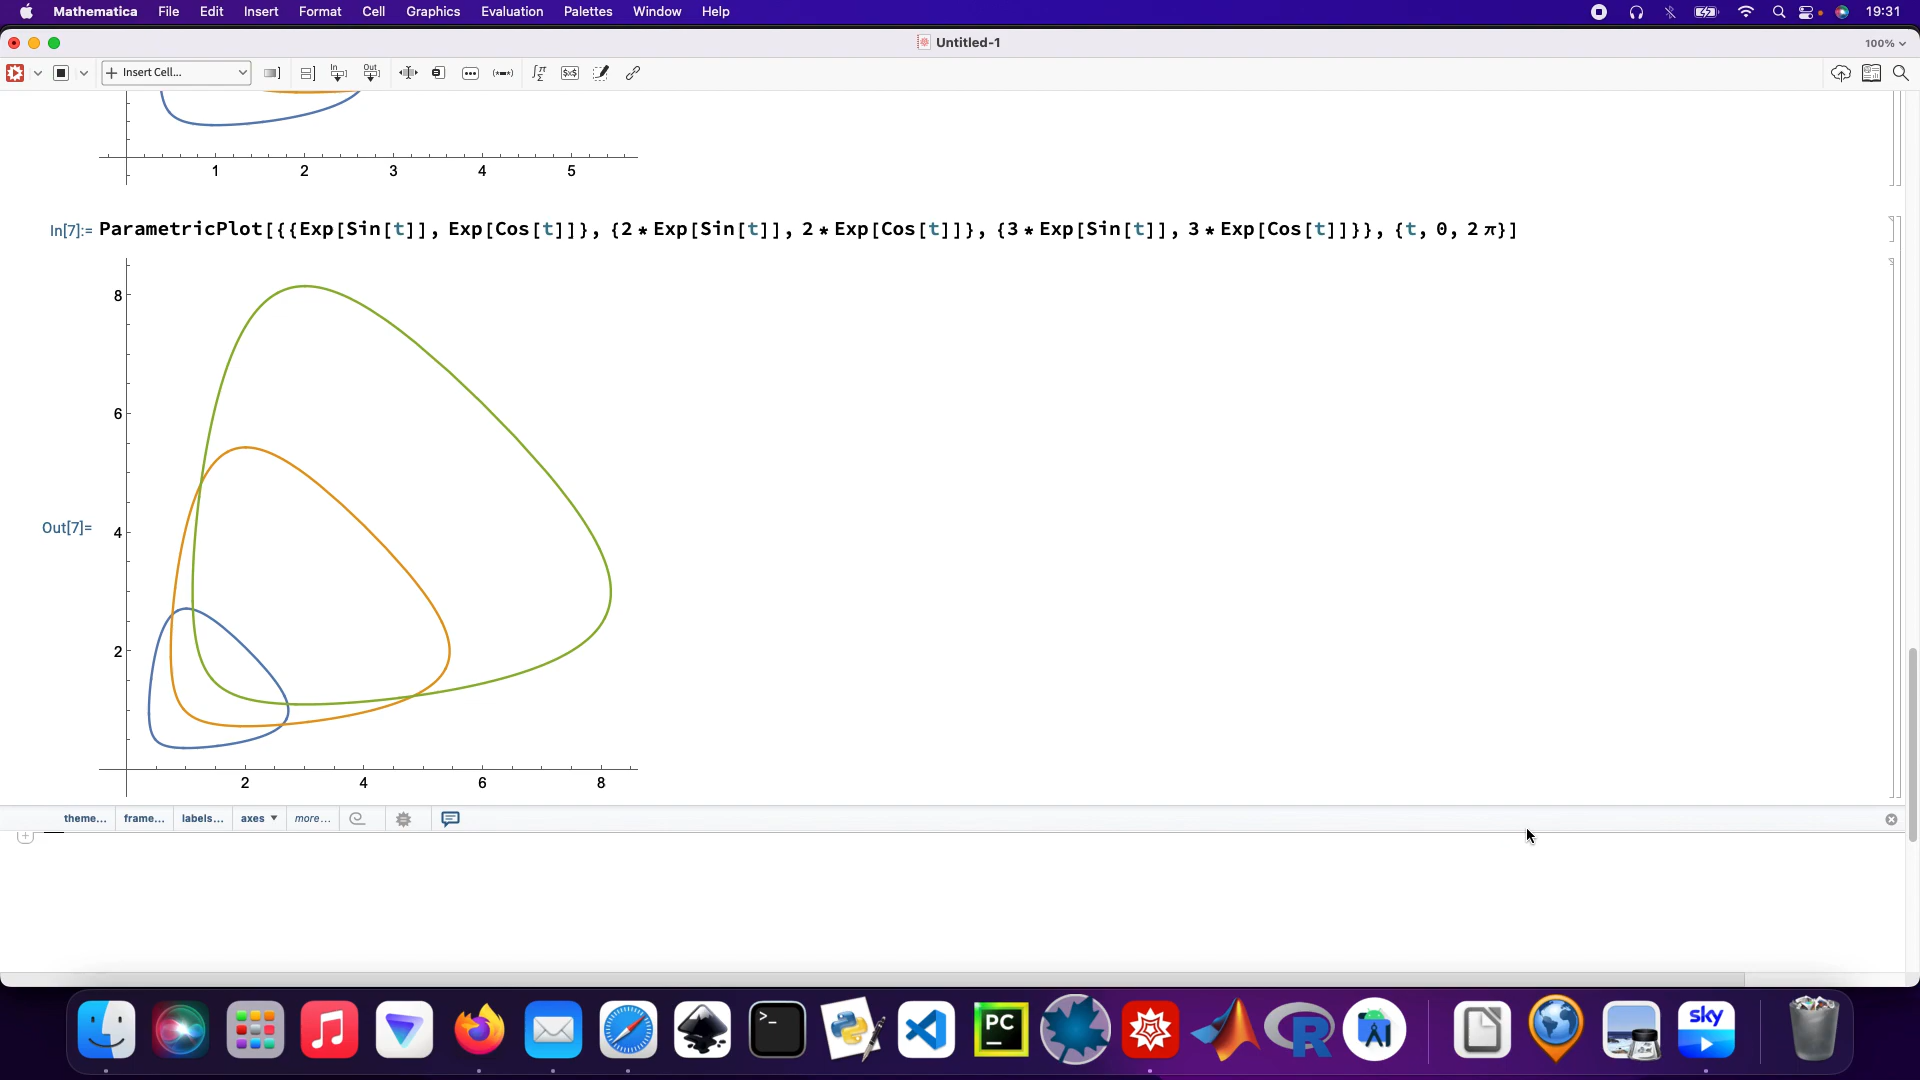 Mathematica File Edit Insert Format Cell Graphics Evaluation Palettes Window Help 19:31
Untitled-1 100%
Insert Cell... In Out
1 2 3 4 5
In[7]:= ParametricPlot[{{Exp[Sin[t]], Exp[Cos[t]]}, {2*Exp[Sin[t]], 2*Exp[Cos[t]]}, {3*Exp[Sin[t]], 3*Exp[Cos[t]]}}, {t, 0, 2 π}]
8
6
Out[7]= 4
2
2 4 6 8
theme... frame... labels... axes more...
PC R sky